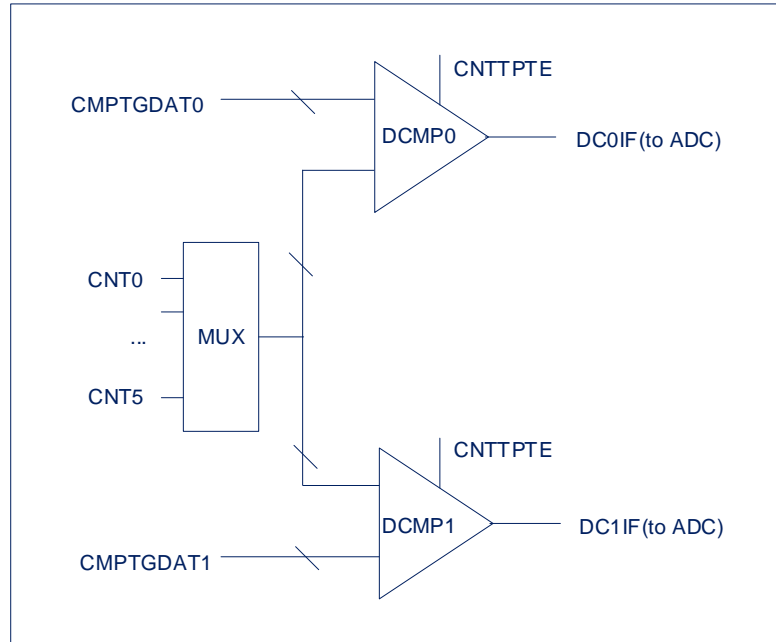 CNTTPTE
CMPTGDAT0
DCMP0
DC0IF(to ADC)
CNT0
...
MUX
CNT5
CNTTPTE
DCMP1
DC1IF(to ADC)
CMPTGDAT1